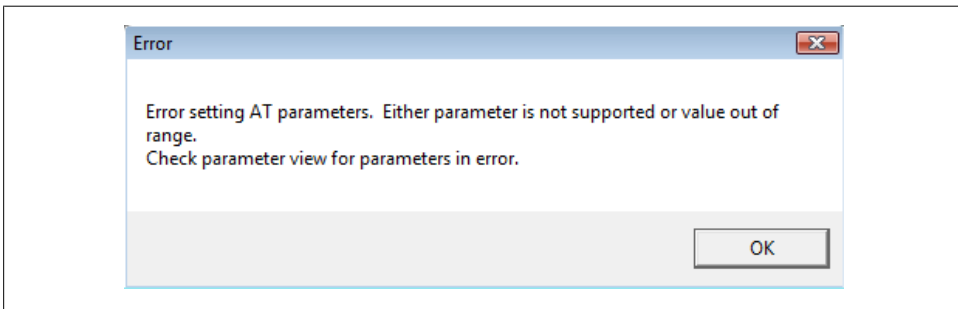 Error
Error setting AT parameters.  Either parameter is not supported or value out of
range.
Check parameter view for parameters in error.
OK